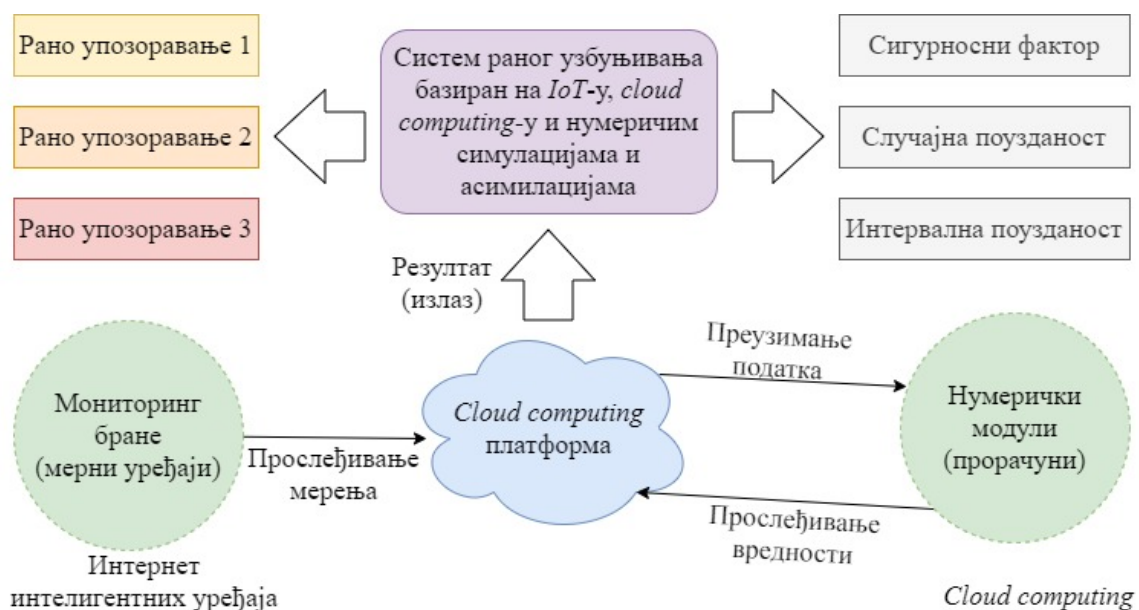 Рано упозоравање 1
Рано упозоравање 2
Рано упозоравање 3
Систем раног узбуњивања
базиран на IoT-у, cloud
computing-у и нумеричим
симулацијама и
асимилацијама
Сигурносни фактор
Случајна поузданост
Интервална поузданост
Резултат
(излаз)
Мониторинг
бране
(мерни уређаји)
Прослеђивање
мерења
Cloud computing
платформа
Преузимање
податка
Прослеђивање
вредности
Нумерички
модули
(прорачуни)
Интернет
интелигентних уређаја
Cloud computing